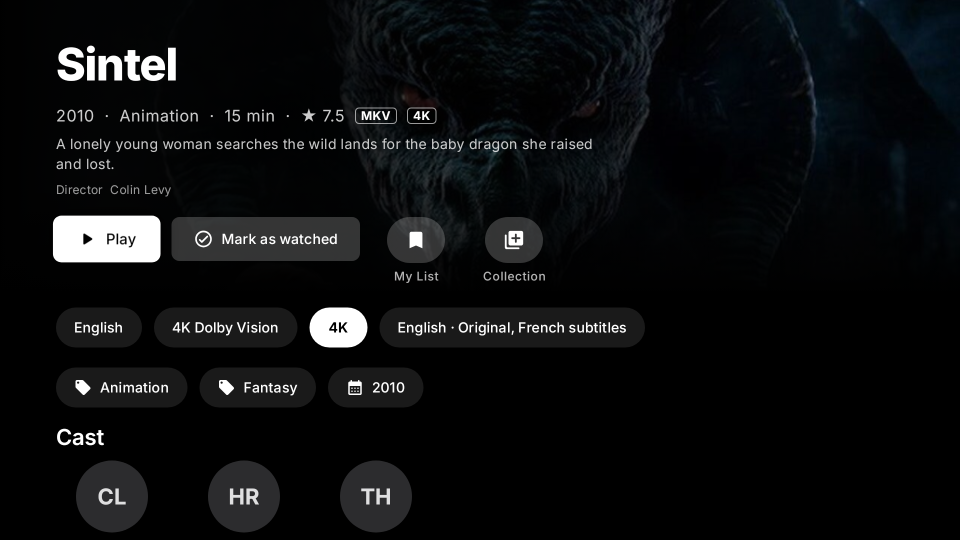 Sintel
2010 · Animation · 15 min · ★ 7.5 MKV 4K
A lonely young woman searches the wild lands for the baby dragon she raised
and lost.
Director Colin Levy
Play
Mark as watched
My List
Collection
English
4K Dolby Vision
4K
English · Original, French subtitles
Animation
Fantasy
2010
Cast
CL
HR
TH